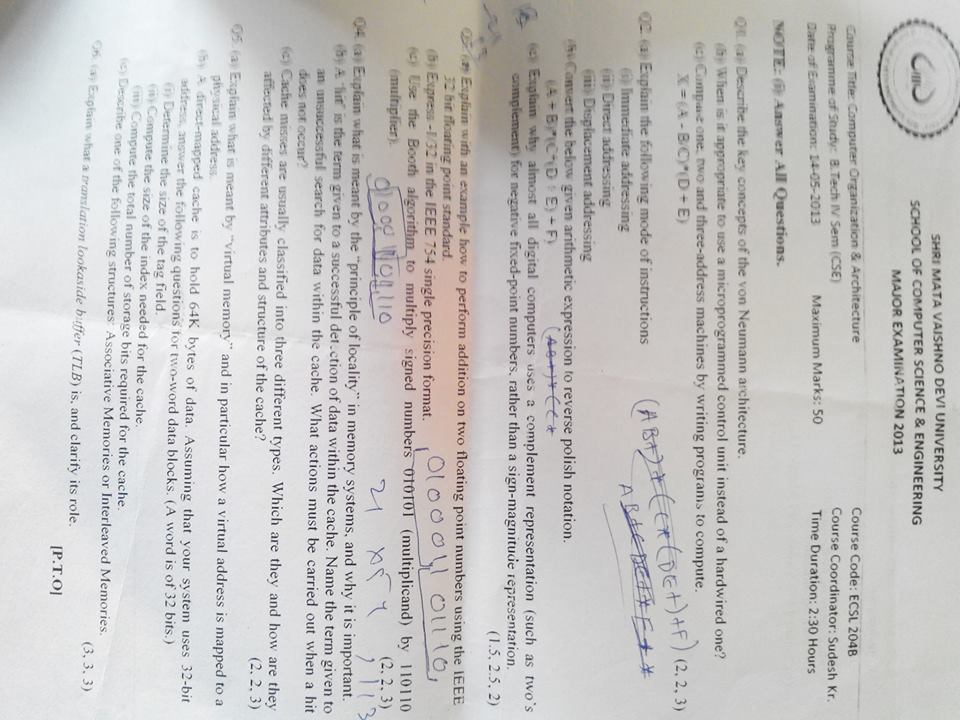 SHRI MATA VAISHNO DEVI UNIVERSITY
SCHOOL OF COMPUTER SCIENCE & ENGINEERING
MAJOR EXAMINATION 2013
Course Title: Computer Organization & Architecture
Course Code: ECSL 204B
Programme of Study: B.Tech IV Sem (CSE)
Course Coordinator: Sudesh Kr.
Date of Examination: 14-05-2013
Maximum Marks: 50
Time Duration: 2:30 Hours
NOTE: (i) Answer All Questions.
Q1. (a) Describe the key concepts of the von Neumann architecture.
(b) When is it appropriate to use a microprogrammed control unit instead of a hardwired one?
(c) Compare one, two and three-address machines by writing programs to compute.
X = (A - B/C)*(D + E)
(2, 2, 3)
Q2. (a) Explain the following mode of instructions
(i) Immediate addressing
(ii) Direct addressing
(iii) Displacement addressing
(b) Convert the below given arithmetic expression to reverse polish notation.
(A + B)*(C*(D + E) + F)
(c) Explain why almost all digital computers uses a complement representation (such as two's
complement) for negative fixed-point numbers, rather than a sign-magnitude representation.
(1.5, 2.5, 2)
Q3. (a) Explain with an example how to perform addition on two floating point numbers using the IEEE
32 bit floating point standard.
(b) Express -1/32 in the IEEE 754 single precision format.
0100011 01110
(c) Use the Booth algorithm to multiply signed numbers 010101 (multiplicand) by 110110
(multiplier).
(2, 2, 3)
Q4. (a) Explain what is meant by the "principle of locality" in memory systems, and why it is important.
(b) A "hit" is the term given to a successful detection of data within the cache. Name the term given to
an unsuccessful search for data within the cache. What actions must be carried out when a hit
does not occur?
(c) Cache misses are usually classified into three different types. Which are they and how are they
affected by different attributes and structure of the cache?
(2, 2, 3)
Q5. (a) Explain what is meant by "virtual memory" and in particular how a virtual address is mapped to a
physical address.
(b) A direct-mapped cache is to hold 64K bytes of data. Assuming that your system uses 32-bit
address, answer the following questions for two-word data blocks. (A word is of 32 bits.)
(i) Determine the size of the tag field.
(ii) Compute the size of the index needed for the cache.
(iii) Compute the total number of storage bits required for the cache.
(c) Describe one of the following structures: Associative Memories or Interleaved Memories.
(3, 3, 3)
Q6. (a) Explain what a translation lookaside buffer (TLB) is, and clarify its role.
[P.T.O]